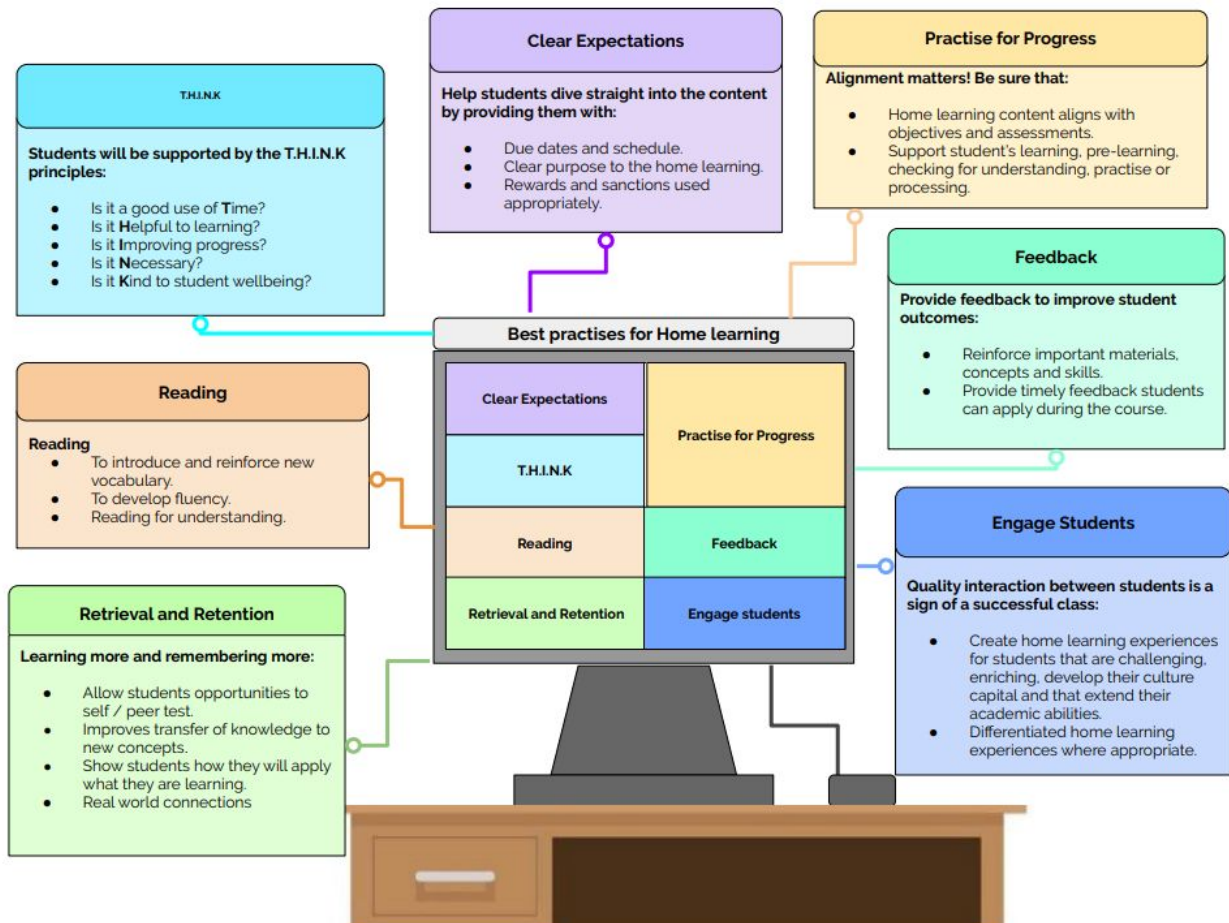 Clear Expectations
Help students dive straight into the content
by providing them with:
● Due dates and schedule.
● Clear purpose to the home learning.
● Rewards and sanctions used
appropriately.
Practise for Progress
Alignment matters! Be sure that:
● Home learning content aligns with
objectives and assessments.
● Support student's learning, pre-learning,
checking for understanding, practise or
processing.
T.H.I.N.K
Students will be supported by the T.H.I.N.K
principles:
● Is it a good use of Time?
● Is it Helpful to learning?
● Is it Improving progress?
● Is it Necessary?
● Is it Kind to student wellbeing?
Feedback
Provide feedback to improve student
outcomes:
● Reinforce important materials,
concepts and skills.
● Provide timely feedback students
can apply during the course.
Best practises for Home learning
Clear Expectations
Practise for Progress
T.H.I.N.K
Reading
Feedback
Retrieval and Retention
Engage students
Reading
Reading
● To introduce and reinforce new
vocabulary.
● To develop fluency.
● Reading for understanding.
Engage Students
Quality interaction between students is a
sign of a successful class:
● Create home learning experiences
for students that are challenging,
enriching, develop their culture
capital and that extend their
academic abilities.
● Differentiated home learning
experiences where appropriate.
Retrieval and Retention
Learning more and remembering more:
● Allow students opportunities to
self / peer test.
● Improves transfer of knowledge to
new concepts.
● Show students how they will apply
what they are learning.
● Real world connections